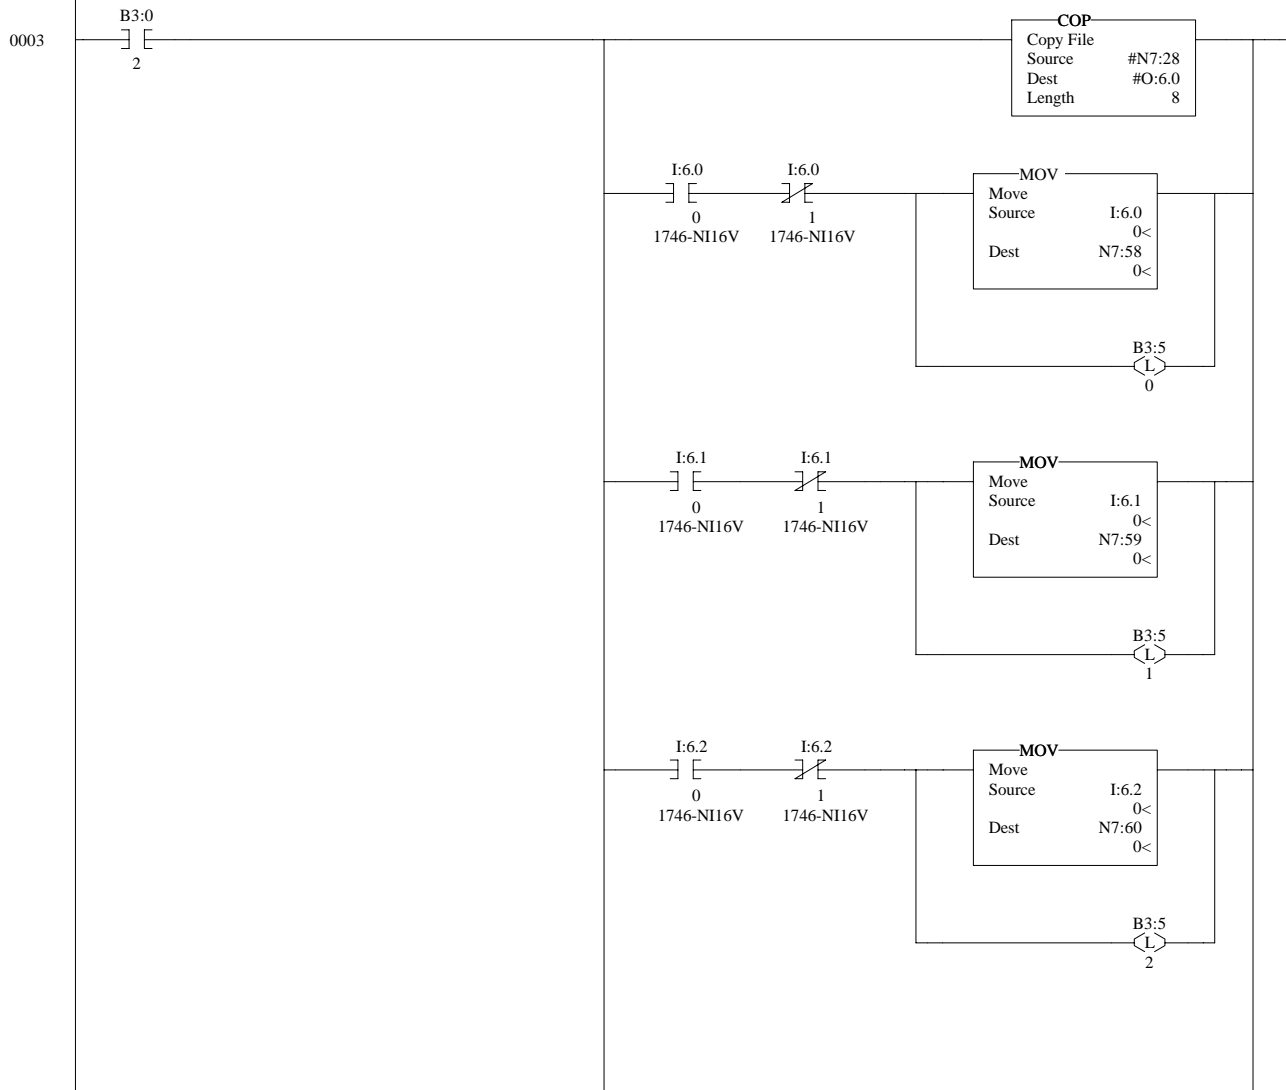 B3:0
0003
2
COP
Copy File
Source #N7:28
Dest #O:6.0
Length 8
I:6.0 I:6.0
0 1
1746-NI16V 1746-NI16V
MOV
Move
Source I:6.0
0<
Dest N7:58
0<
B3:5
L
0
I:6.1 I:6.1
0 1
1746-NI16V 1746-NI16V
MOV
Move
Source I:6.1
0<
Dest N7:59
0<
B3:5
L
1
I:6.2 I:6.2
0 1
1746-NI16V 1746-NI16V
MOV
Move
Source I:6.2
0<
Dest N7:60
0<
B3:5
L
2